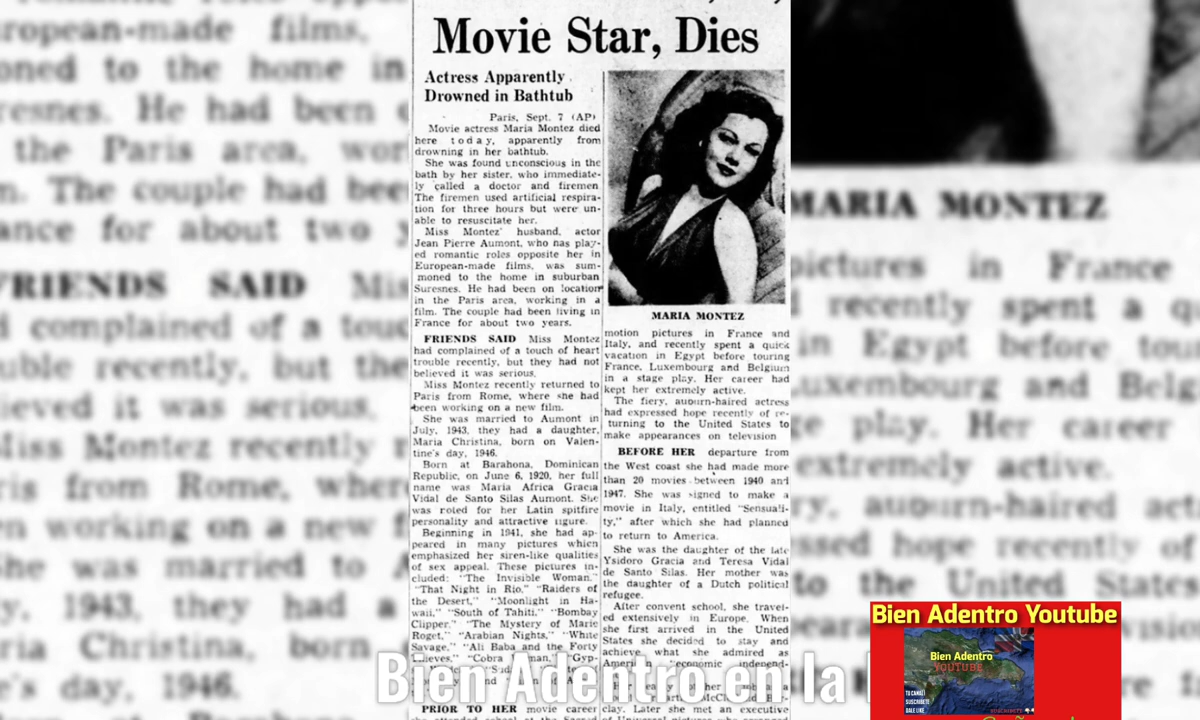 Movie Star, Dies
Actress Apparently
Drowned in Bathtub
Paris, Sept. 7 (AP)
Movie actress Maria Montez died
here today, apparently from
drowning in her bathtub.
She was found unconscious in the
bath by her sister, who immediate-
ly called a doctor and firemen
The firemen used artificial respira-
tion for three hours but were un-
able to resuscitate her.
Miss Montez' husband, actor
Jean Pierre Aumont, who has play-
ed romantic roles opposite her in
European-made films, was sum-
moned to the home in suburban
Suresnes. He had been on location
in the Paris area, working in a
film. The couple had been living in
France for about two years.
FRIENDS SAID Miss Montez
had complained of a touch of heart
trouble recently, but they had not
believed it was serious.
Miss Montez recently returned to
Paris from Rome, where she had
been working on a new film.
She was married to Aumont in
July, 1943, they had a daughter,
Maria Christina, born on Valen-
tine's day, 1946.
Born at Barahona, Dominican
Republic, on June 6, 1920, her full
name was Maria Africa Gracia
Vidal de Santo Silas Aumont. She
was noted for her Latin spitfire
personality and attractive figure.
Beginning in 1941, she had ap-
peared in many pictures which
emphasized her siren-like qualities
of sex appeal. These pictures in-
cluded: "The Invisible Woman,"
"That Night in Rio," "Raiders of
the Desert," "Moonlight in Ha-
waii," "South of Tahiti," "Bombay
Clipper," "The Mystery of Marie
Roget," "Arabian Nights," "White
Savage," "Ali Baba and the Forty
Thieves," "Cobra
PRIOR TO HER movie career
MARIA MONTEZ
motion pictures in France and
Italy, and recently spent a quick
vacation in Egypt before touring
France, Luxembourg and Belgium
in a stage play. Her career had
kept her extremely active.
The fiery, auburn-haired actress
had expressed hope recently of re-
turning to the United States to
make appearances on television
BEFORE HER departure from
the West coast she had made more
than 20 movies between 1940 and
1947. She was signed to make a
movie in Italy, entitled "Sensuali-
ty," after which she had planned
to return to America.
She was the daughter of the late
Ysidoro Gracia and Teresa Vidal
de Santo Silas. Her mother was
the daughter of a Dutch political
refugee.
After convent school, she travel-
ed extensively in Europe. When
she first arrived in the United
States she decided to stay and
achieve what she admired as
American "economic independ-
clay. Later she met an executive
MARIA MONTEZ
Bien Adentro en la
Bien Adentro Youtube
Bien Adentro
YOUTUBE
TU CANAL
SUSCRIBETE
DALE LIKE
SUSCRIBETE